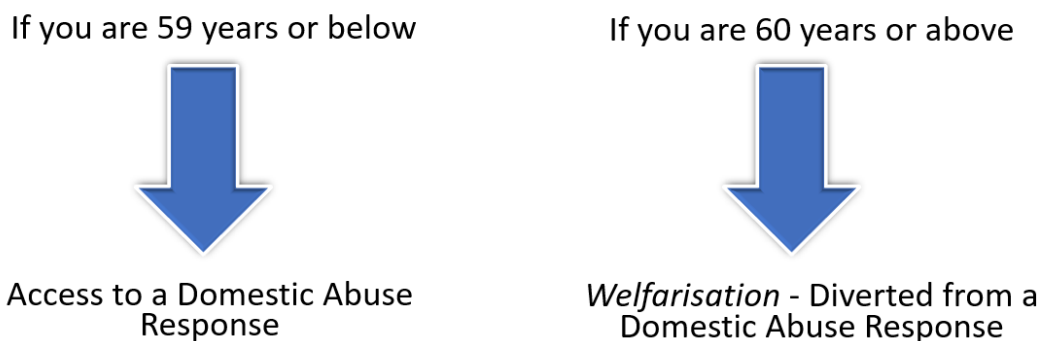 If you are 59 years or below
If you are 60 years or above
Access to a Domestic Abuse
Response
Welfarisation - Diverted from a
Domestic Abuse Response